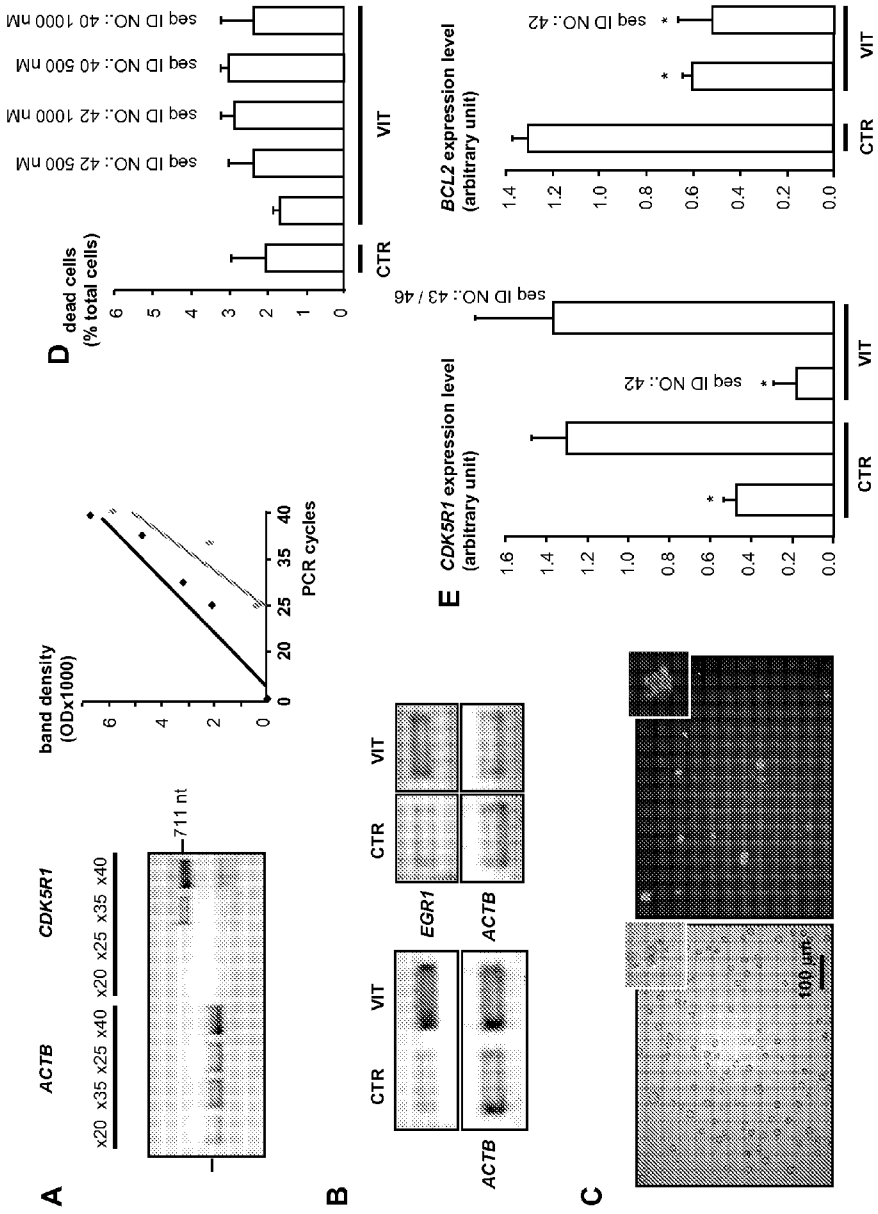 A
ACTB
CDK5R1
x20 x35 x25 x40
x20 x25 x35 x40
711 nt
band density
(ODx1000)
6
4
2
0
0 20 25 35 40
PCR cycles
B
CTR VIT
EGR1
ACTB
CTR VIT
ACTB
C
100 µm
D
dead cells
(% total cells)
6
5
4
3
2
1
0
seq ID NO.: 42 500 nM
seq ID NO.: 42 1000 nM
seq ID NO.: 40 500 nM
seq ID NO.: 40 1000 nM
CTR
VIT
E
CDK5R1 expression level
(arbitrary unit)
1.6
1.4
1.2
1.0
0.8
0.6
0.4
0.2
0.0
*
*
seq ID NO.: 42
seq ID NO.: 43 / 46
CTR
VIT
BCL2 expression level
(arbitrary unit)
1.4
1.2
1.0
0.8
0.6
0.4
0.2
0.0
*
*
seq ID NO.: 42
CTR
VIT